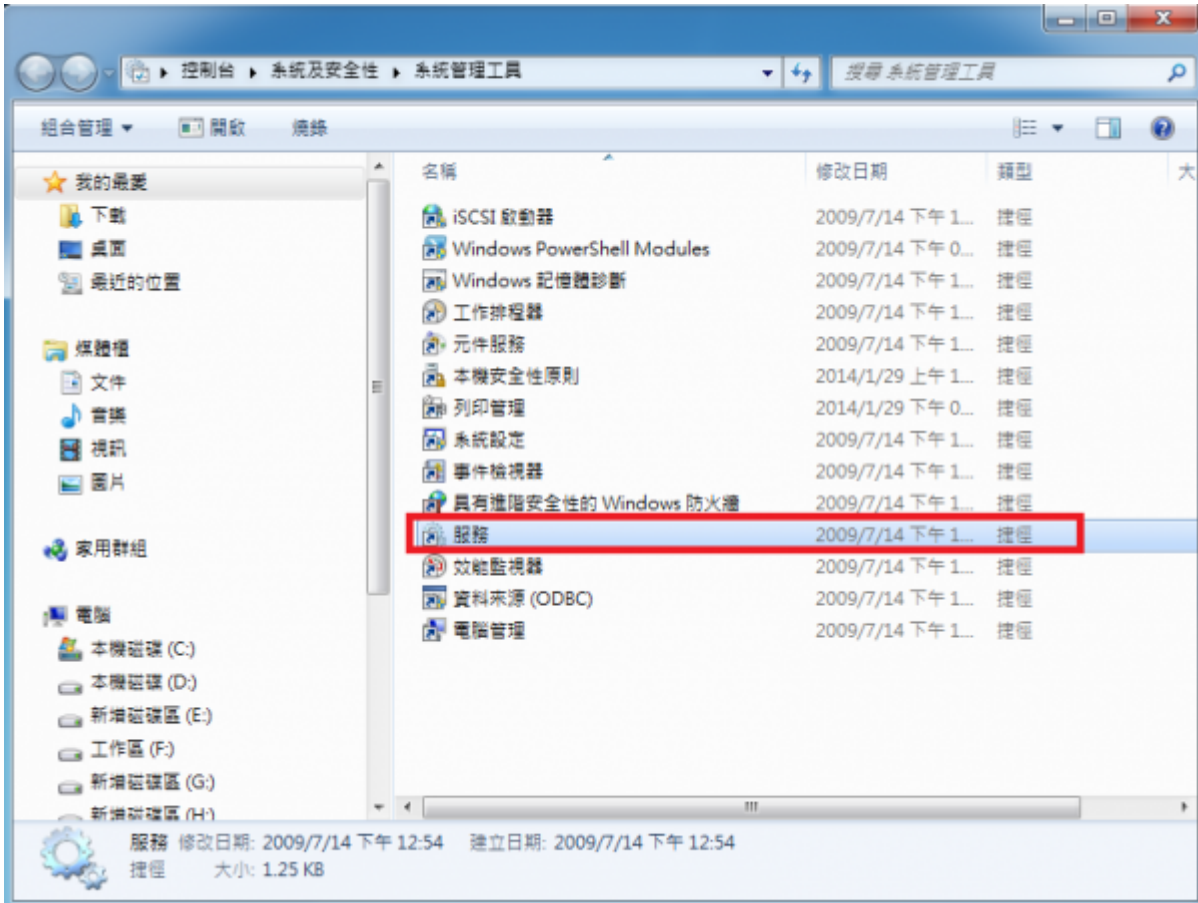 控制台 ▸ 系統及安全性 ▸ 系統管理工具
搜尋 系統管理工具
組合管理 開啟 燒錄
我的最愛
下載
桌面
最近的位置
媒體櫃
文件
音樂
視訊
圖片
家用群組
電腦
本機磁碟 (C:)
本機磁碟 (D:)
新增磁碟區 (E:)
工作區 (F:)
新增磁碟區 (G:)
新增磁碟區 (H:)
名稱 修改日期 類型 大
iSCSI 啟動器 2009/7/14 下午 1... 捷徑
Windows PowerShell Modules 2009/7/14 下午 0... 捷徑
Windows 記憶體診斷 2009/7/14 下午 1... 捷徑
工作排程器 2009/7/14 下午 1... 捷徑
元件服務 2009/7/14 下午 1... 捷徑
本機安全性原則 2014/1/29 上午 1... 捷徑
列印管理 2014/1/29 下午 0... 捷徑
系統設定 2009/7/14 下午 1... 捷徑
事件檢視器 2009/7/14 下午 1... 捷徑
具有進階安全性的 Windows 防火牆 2009/7/14 下午 1... 捷徑
服務 2009/7/14 下午 1... 捷徑
效能監視器 2009/7/14 下午 1... 捷徑
資料來源 (ODBC) 2009/7/14 下午 1... 捷徑
電腦管理 2009/7/14 下午 1... 捷徑
服務 修改日期: 2009/7/14 下午 12:54 建立日期: 2009/7/14 下午 12:54
捷徑 大小: 1.25 KB